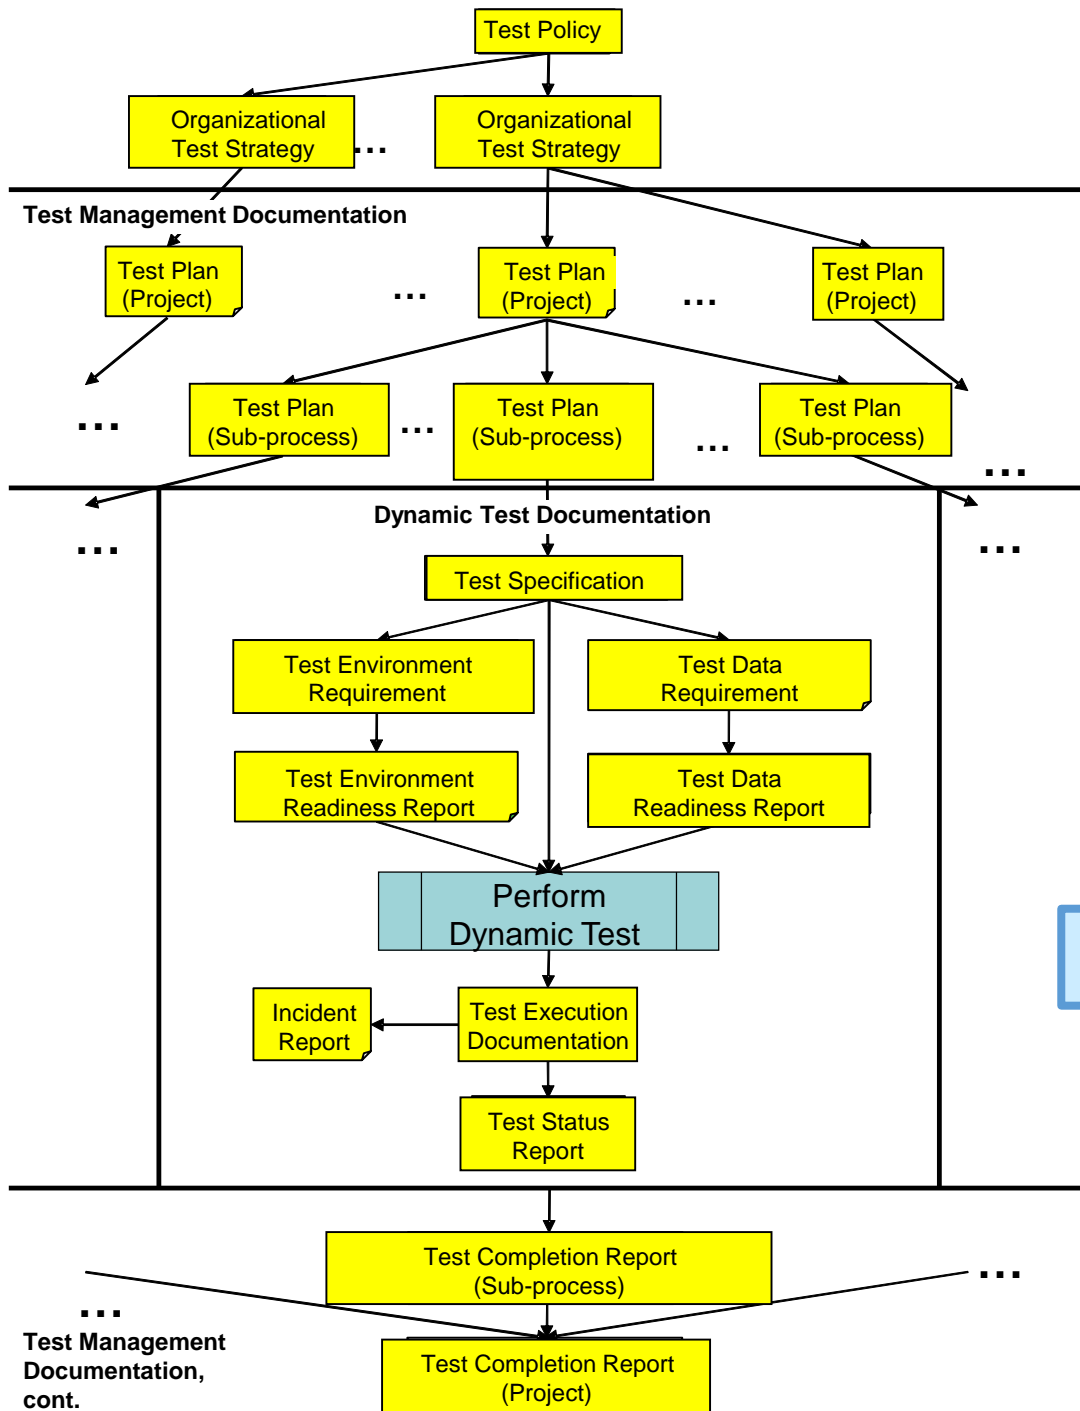 Test Policy
Organizational
Test Strategy
...
Organizational
Test Strategy
Test Management Documentation
Test Plan
(Project)
...
Test Plan
(Project)
...
Test Plan
(Project)
...
Test Plan
(Sub-process)
...
Test Plan
(Sub-process)
...
Test Plan
(Sub-process)
...
Dynamic Test Documentation
...
...
Test Specification
Test Environment
Requirement
Test Data
Requirement
Test Environment
Readiness Report
Test Data
Readiness Report
Perform
Dynamic Test
Incident
Report
Test Execution
Documentation
Test Status
Report
Test Completion Report
(Sub-process)
...
...
Test Management
Documentation,
cont.
Test Completion Report
(Project)